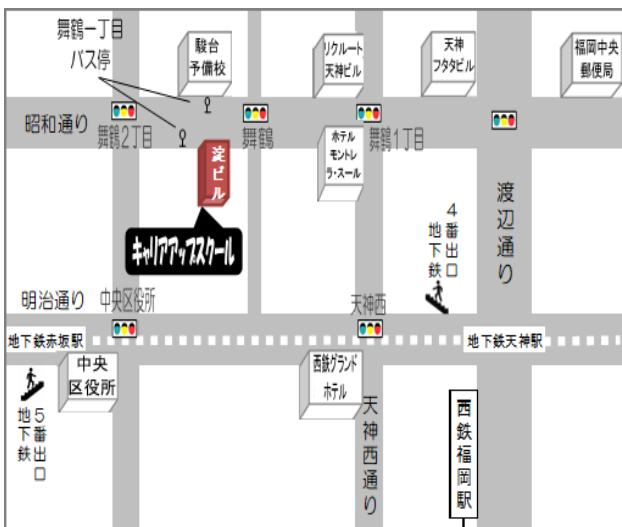 舞鶴一丁目
バス停
駿台
予備校
リクルート
天神ビル
天神
フタタビル
福岡中央
郵便局
昭和通り
舞鶴2丁目
舞鶴
舞鶴1丁目
淀ビル
ホテル
モントレ
ラ・スール
渡辺通り
4番出口
地下鉄
キャリアアップスクール
明治通り
中央区役所
天神西
地下鉄赤坂駅
地下鉄天神駅
中央
区役所
西鉄グランド
ホテル
5番出口
地下鉄
天神西通り
西鉄福岡駅